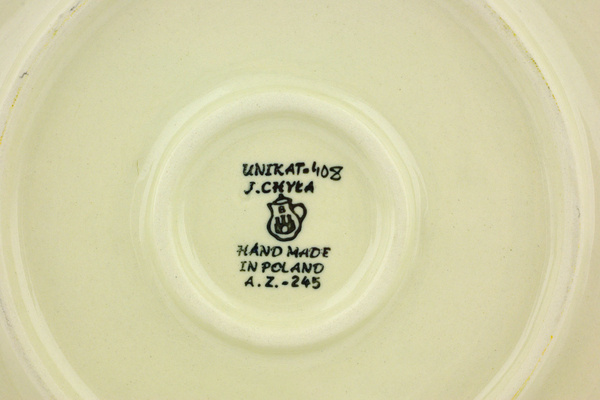 UNIKAT-408
J.CHYŁA
B
HAND MADE
IN POLAND
A.Z.-245